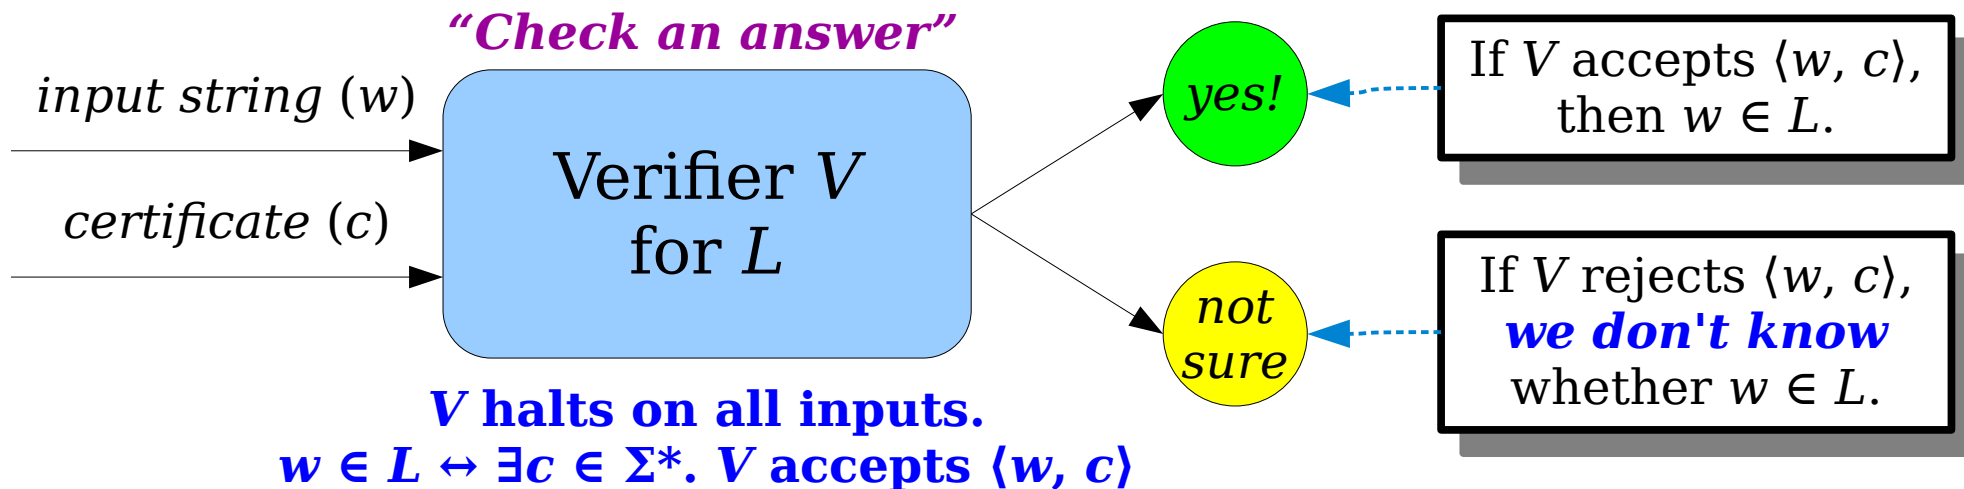 “Check an answer”
input string (w)
certificate (c)
Verifier V
for L
yes!
not
sure
If V accepts ⟨w, c⟩,
then w ∈ L.
If V rejects ⟨w, c⟩,
we don't know
whether w ∈ L.
V halts on all inputs.
w ∈ L ↔ ∃c ∈ Σ*. V accepts ⟨w, c⟩